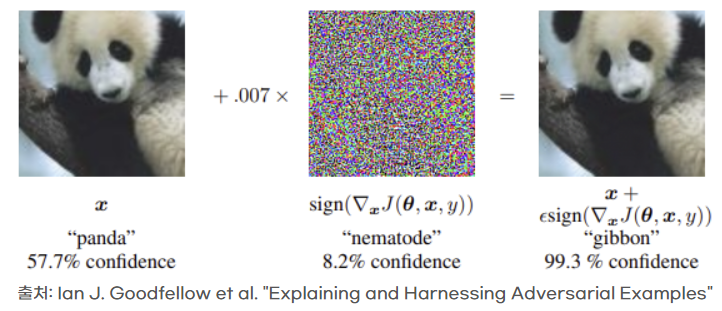 + .007 ×
=
x
sign(∇ₓJ(θ, x, y))
x +
ϵsign(∇ₓJ(θ, x, y))
“panda”
“nematode”
“gibbon”
57.7% confidence
8.2% confidence
99.3 % confidence
출처: Ian J. Goodfellow et al. "Explaining and Harnessing Adversarial Examples"